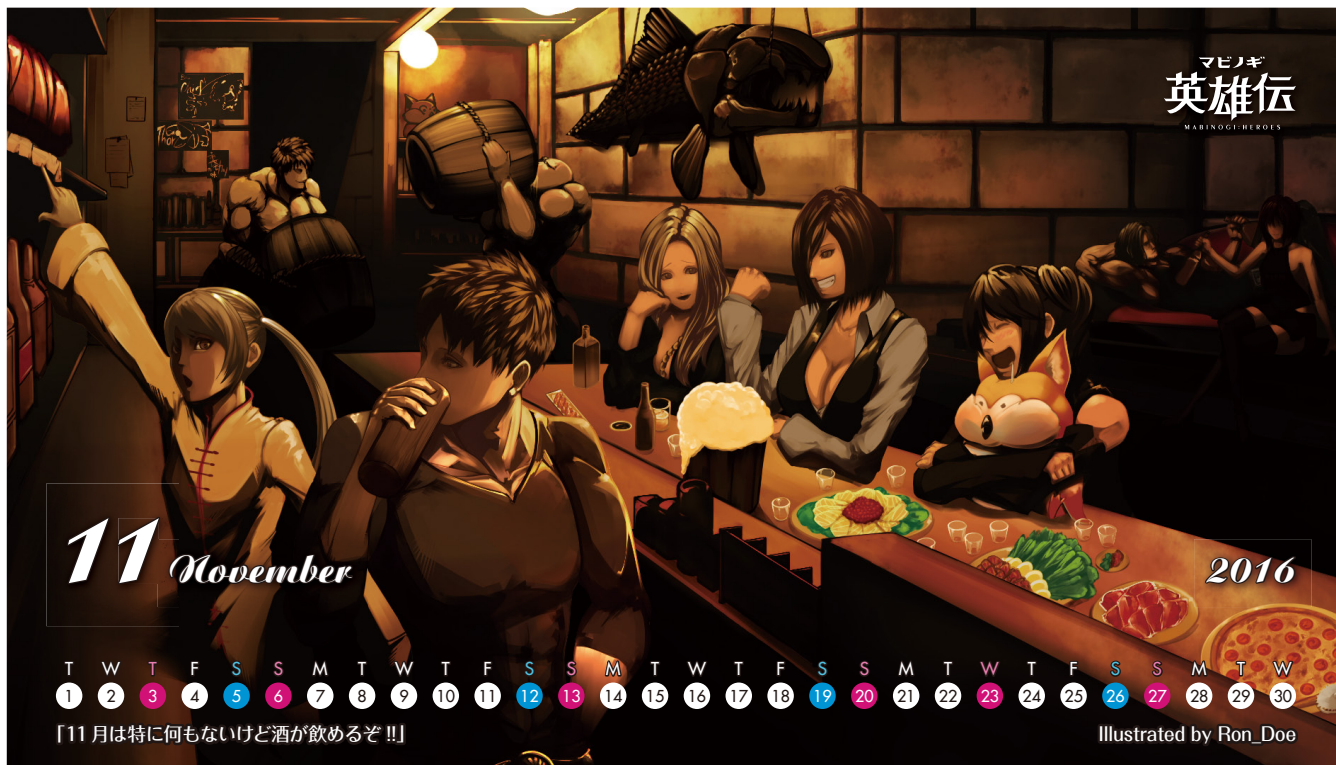 マビノギ
英雄伝
MABINOGI:HEROES
11 November
2016
T W T F S S M T W T F S S M T W T F S S M T W T F S S M T W
1 2 3 4 5 6 7 8 9 10 11 12 13 14 15 16 17 18 19 20 21 22 23 24 25 26 27 28 29 30
「11月は特に何もないけど酒が飲めるぞ!!」
Illustrated by Ron_Doe